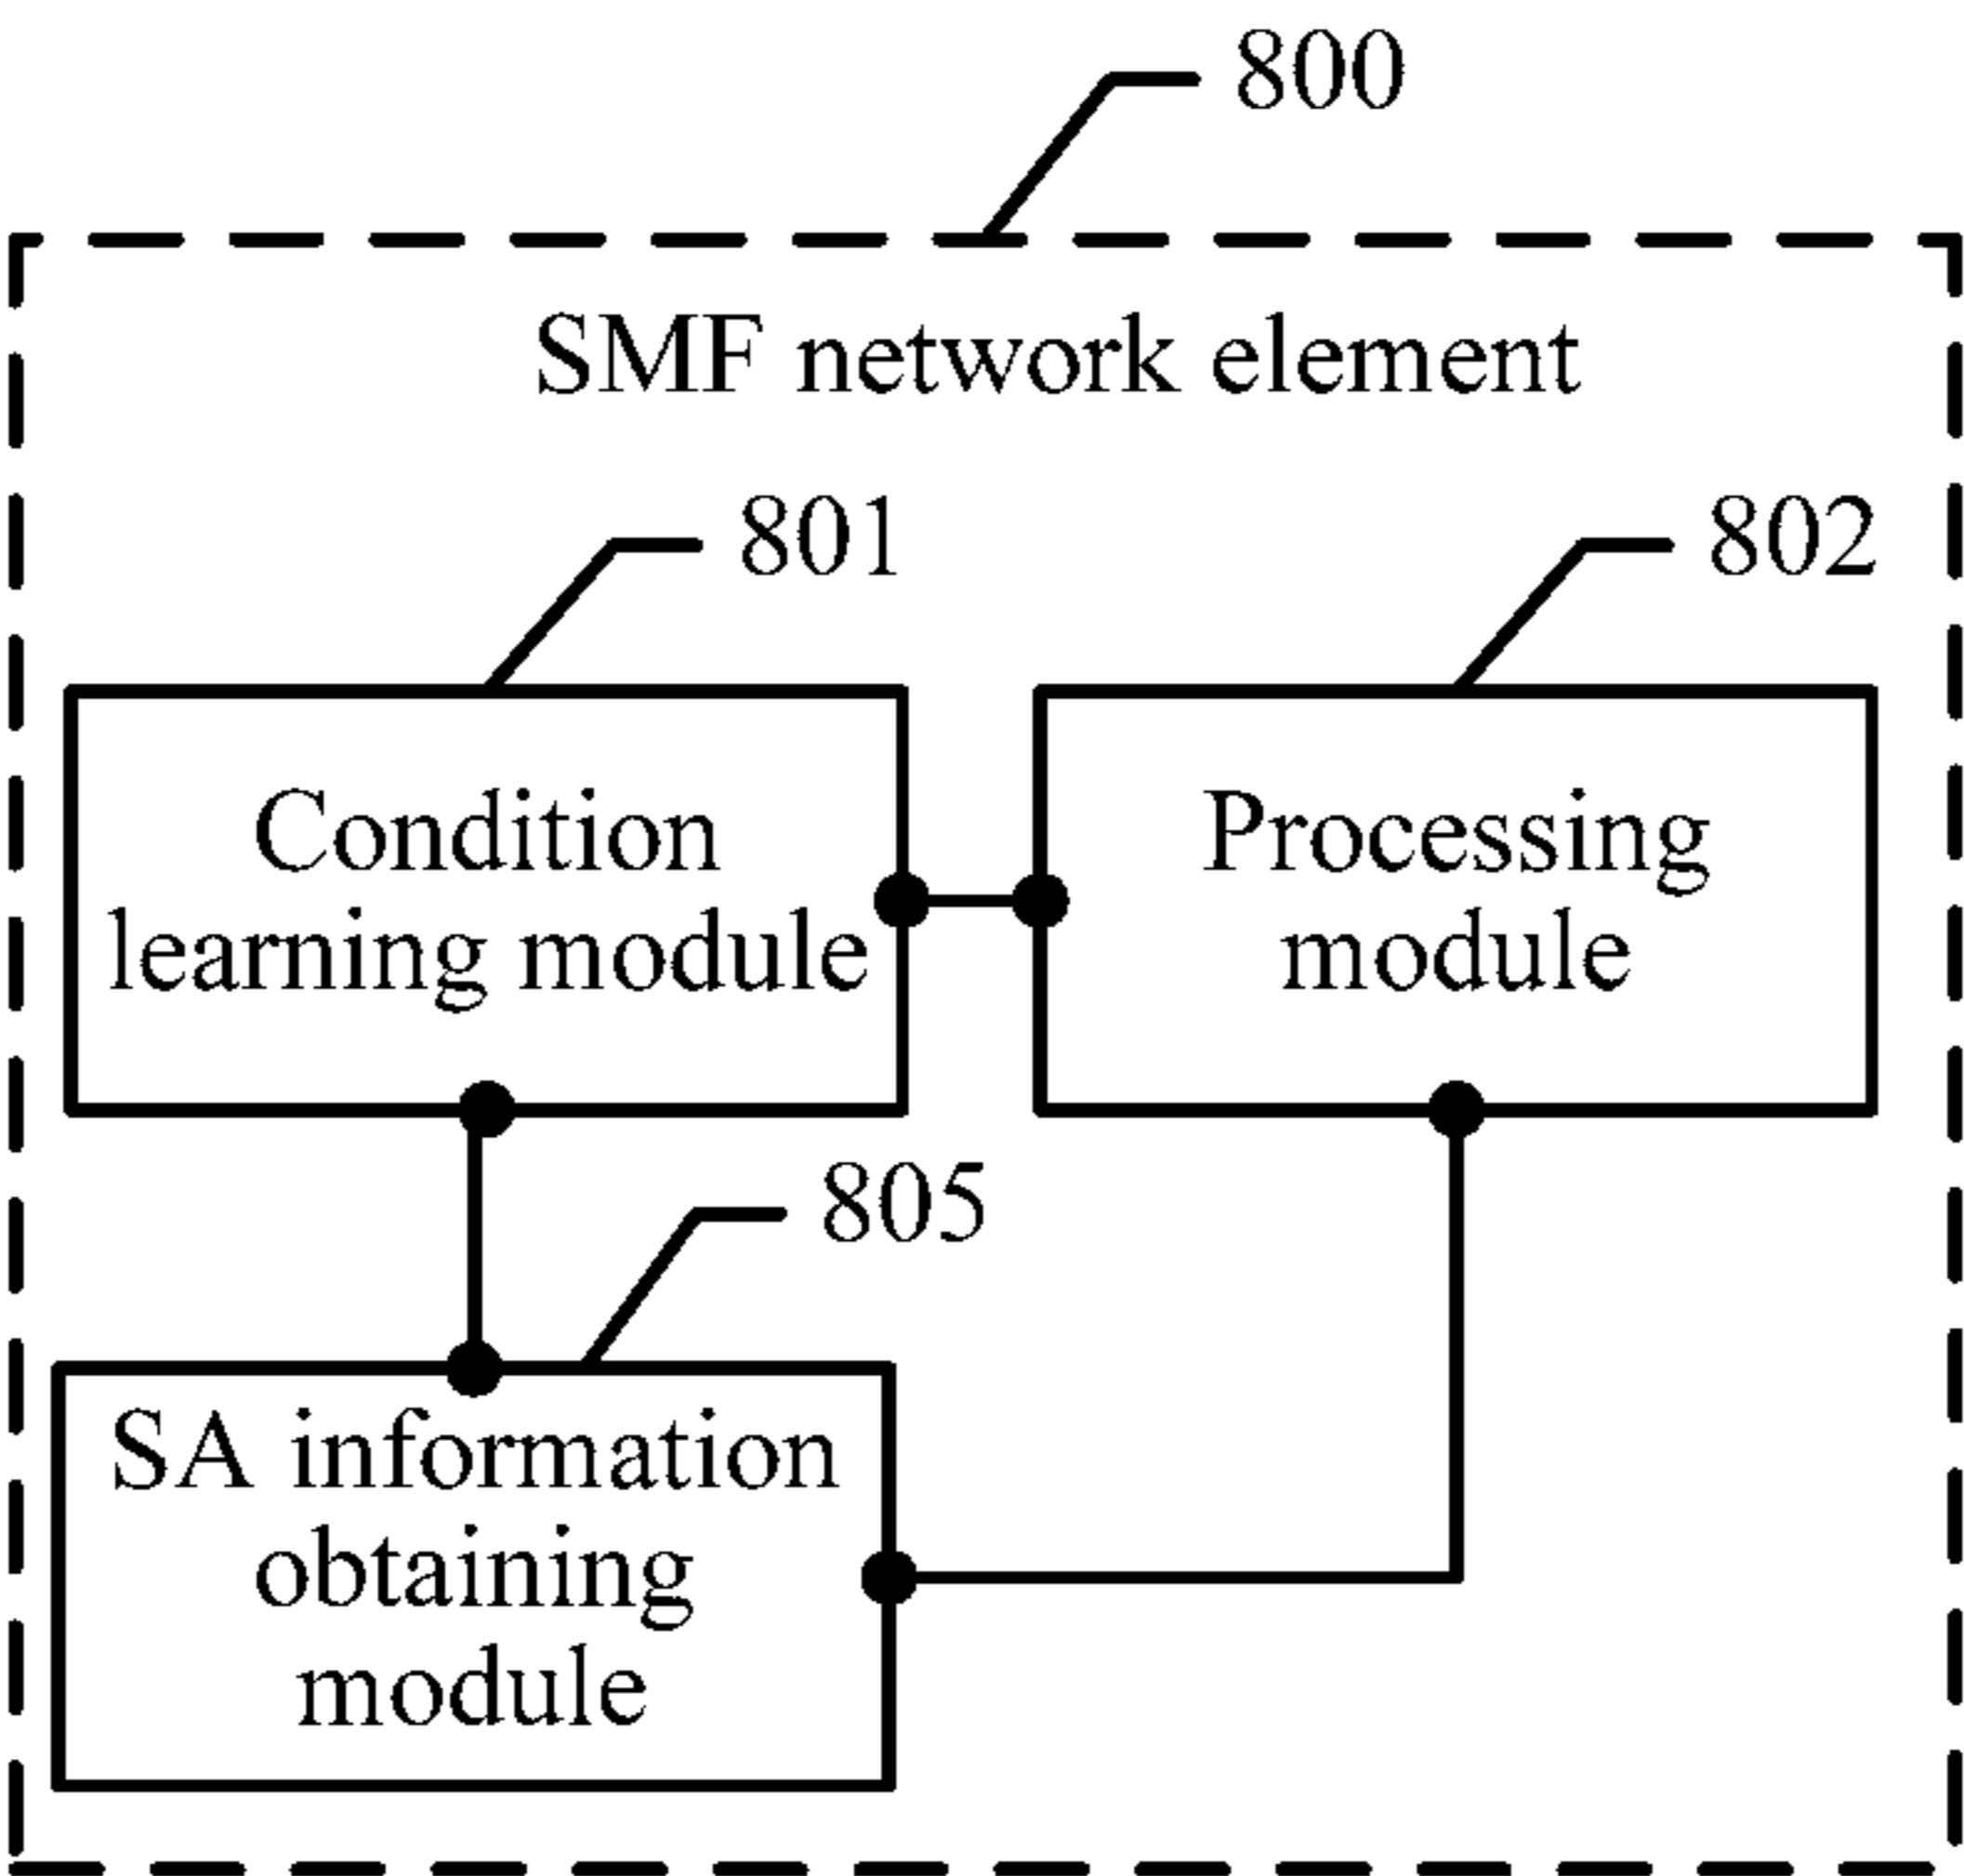 800
SMF network element
801
802
Condition
learning module
Processing
module
805
SA information
obtaining
module